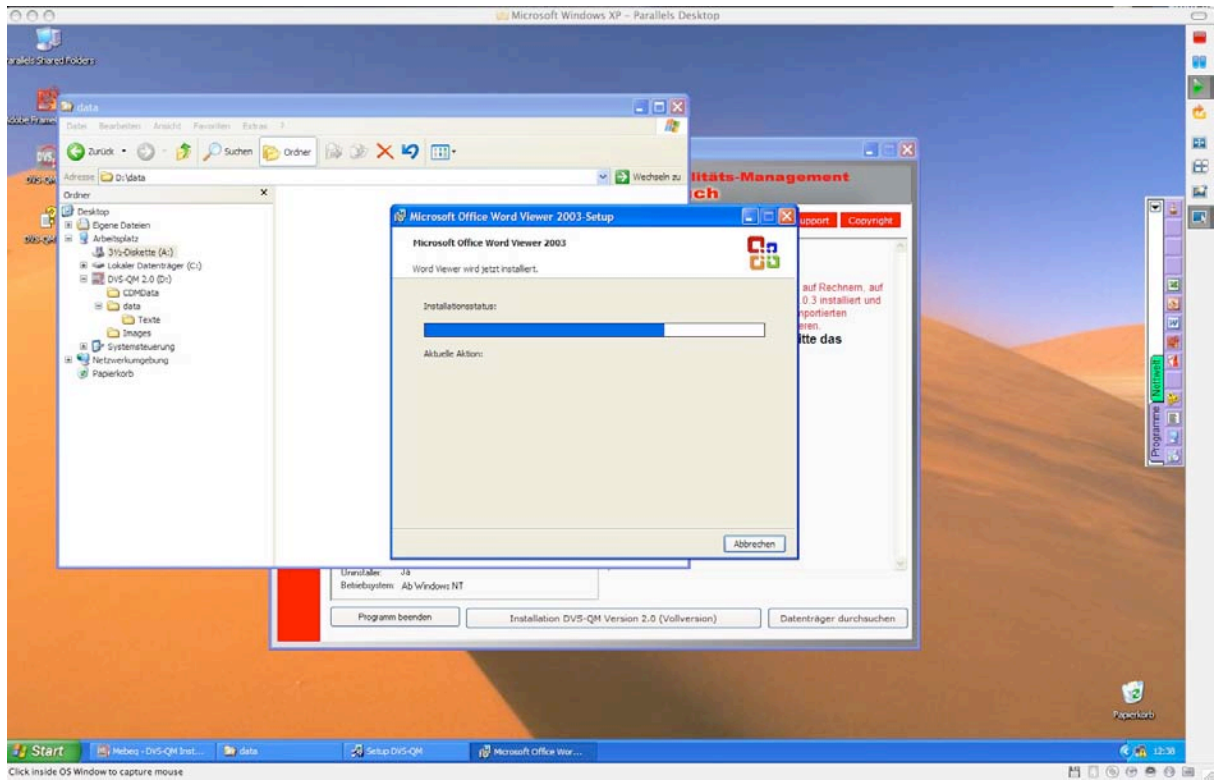 Microsoft Windows XP - Parallels Desktop
Parallels Shared Folders
data
Datei Bearbeiten Ansicht Favoriten Extras ?
Zurück Suchen Ordner
Adresse D:\data Wechseln zu
Ordner
Desktop
Eigene Dateien
Arbeitsplatz
3½-Diskette (A:)
Lokaler Datenträger (C:)
DVS-QM 2.0 (D:)
CDMData
data
Texte
Images
Systemsteuerung
Netzwerkumgebung
Papierkorb
litäts-Management
ch
upport Copyright
auf Rechnern, auf
.0.3 installiert und
mportierten
eren.
itte das
Microsoft Office Word Viewer 2003-Setup
Microsoft Office Word Viewer 2003
Word Viewer wird jetzt installiert.
Installationsstatus:
Aktuelle Aktion:
Abbrechen
Uninstaller: Ja
Betriebsystem: Ab Windows NT
Programm beenden
Installation DVS-QM Version 2.0 (Vollversion)
Datenträger durchsuchen
Programme Netzwelt
Papierkorb
Start Mebeq - DVS-QM Inst... data Setup DVS-QM Microsoft Office Wor... 12:38
Click inside OS Window to capture mouse